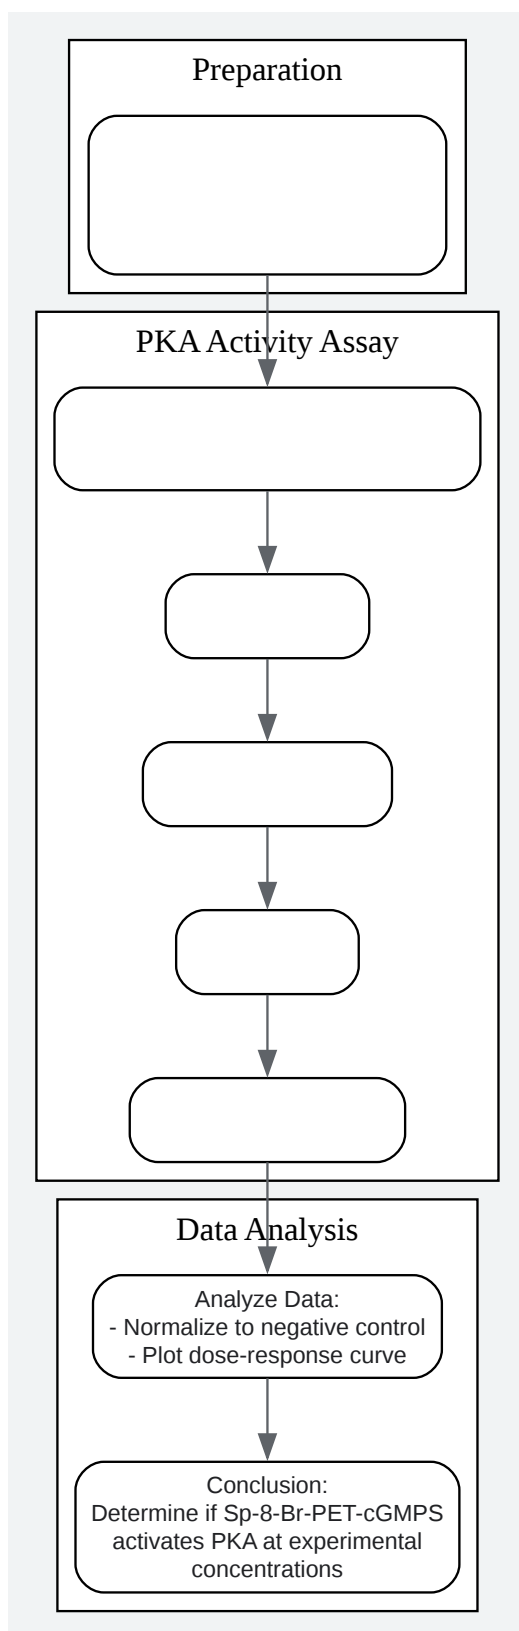 Preparation
PKA Activity Assay
Data Analysis
Analyze Data:
- Normalize to negative control
- Plot dose-response curve
Conclusion:
Determine if Sp-8-Br-PET-cGMPS
activates PKA at experimental
concentrations